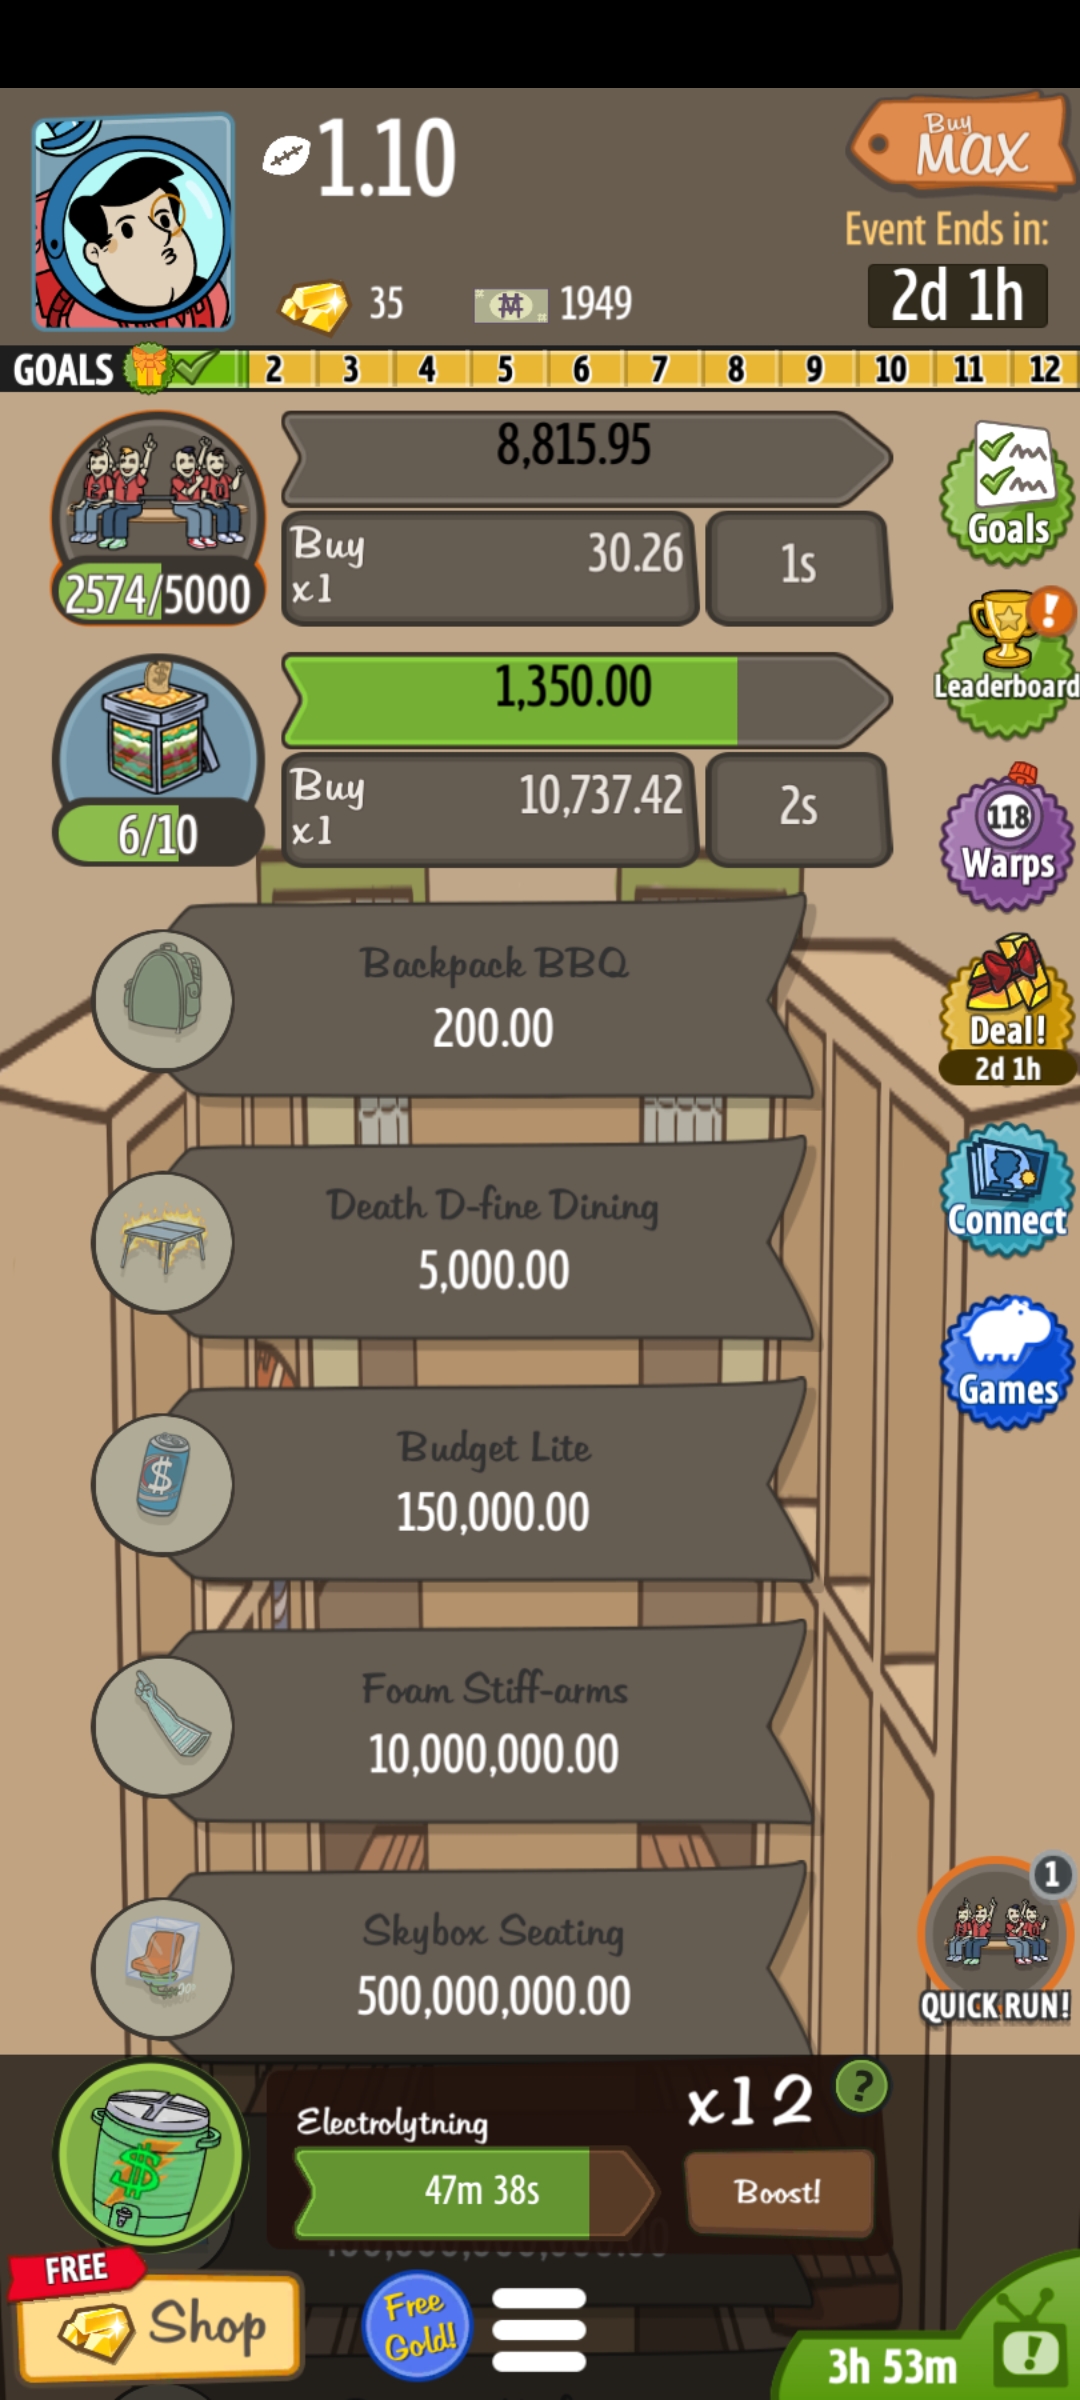 1.10
Buy
MAX
Event Ends in:
35
1949
2d 1h
GOALS 2 3 4 5 6 7 8 9 10 11 12
8,815.95
Buy
x1
30.26
1s
2574/5000
Goals
1,350.00
Leaderboard
Buy
x1
10,737.42
2s
6/10
118
Warps
Backpack BBQ
200.00
Deal!
2d 1h
Death D-fine Dining
5,000.00
Connect
Games
Budget Lite
150,000.00
Foam Stiff-arms
10,000,000.00
Skybox Seating
500,000,000.00
1
QUICK RUN!
Electrolytning
x12
?
47m 38s
Boost!
FREE
Shop
Free
Gold!
3h 53m